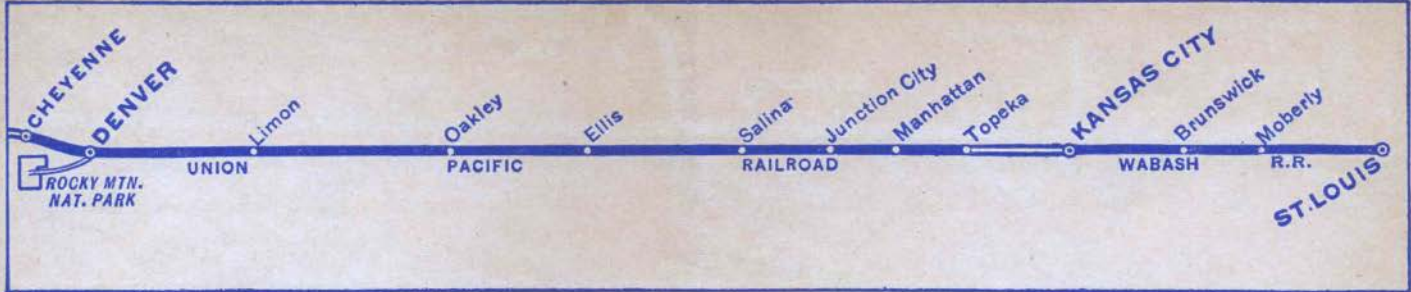 CHEYENNE
DENVER
Limon
Oakley
Ellis
Salina
Junction City
Manhattan
Topeka
KANSAS CITY
Brunswick
Moberly
ST. LOUIS
UNION PACIFIC RAILROAD WABASH R.R.
ROCKY MTN.
NAT. PARK